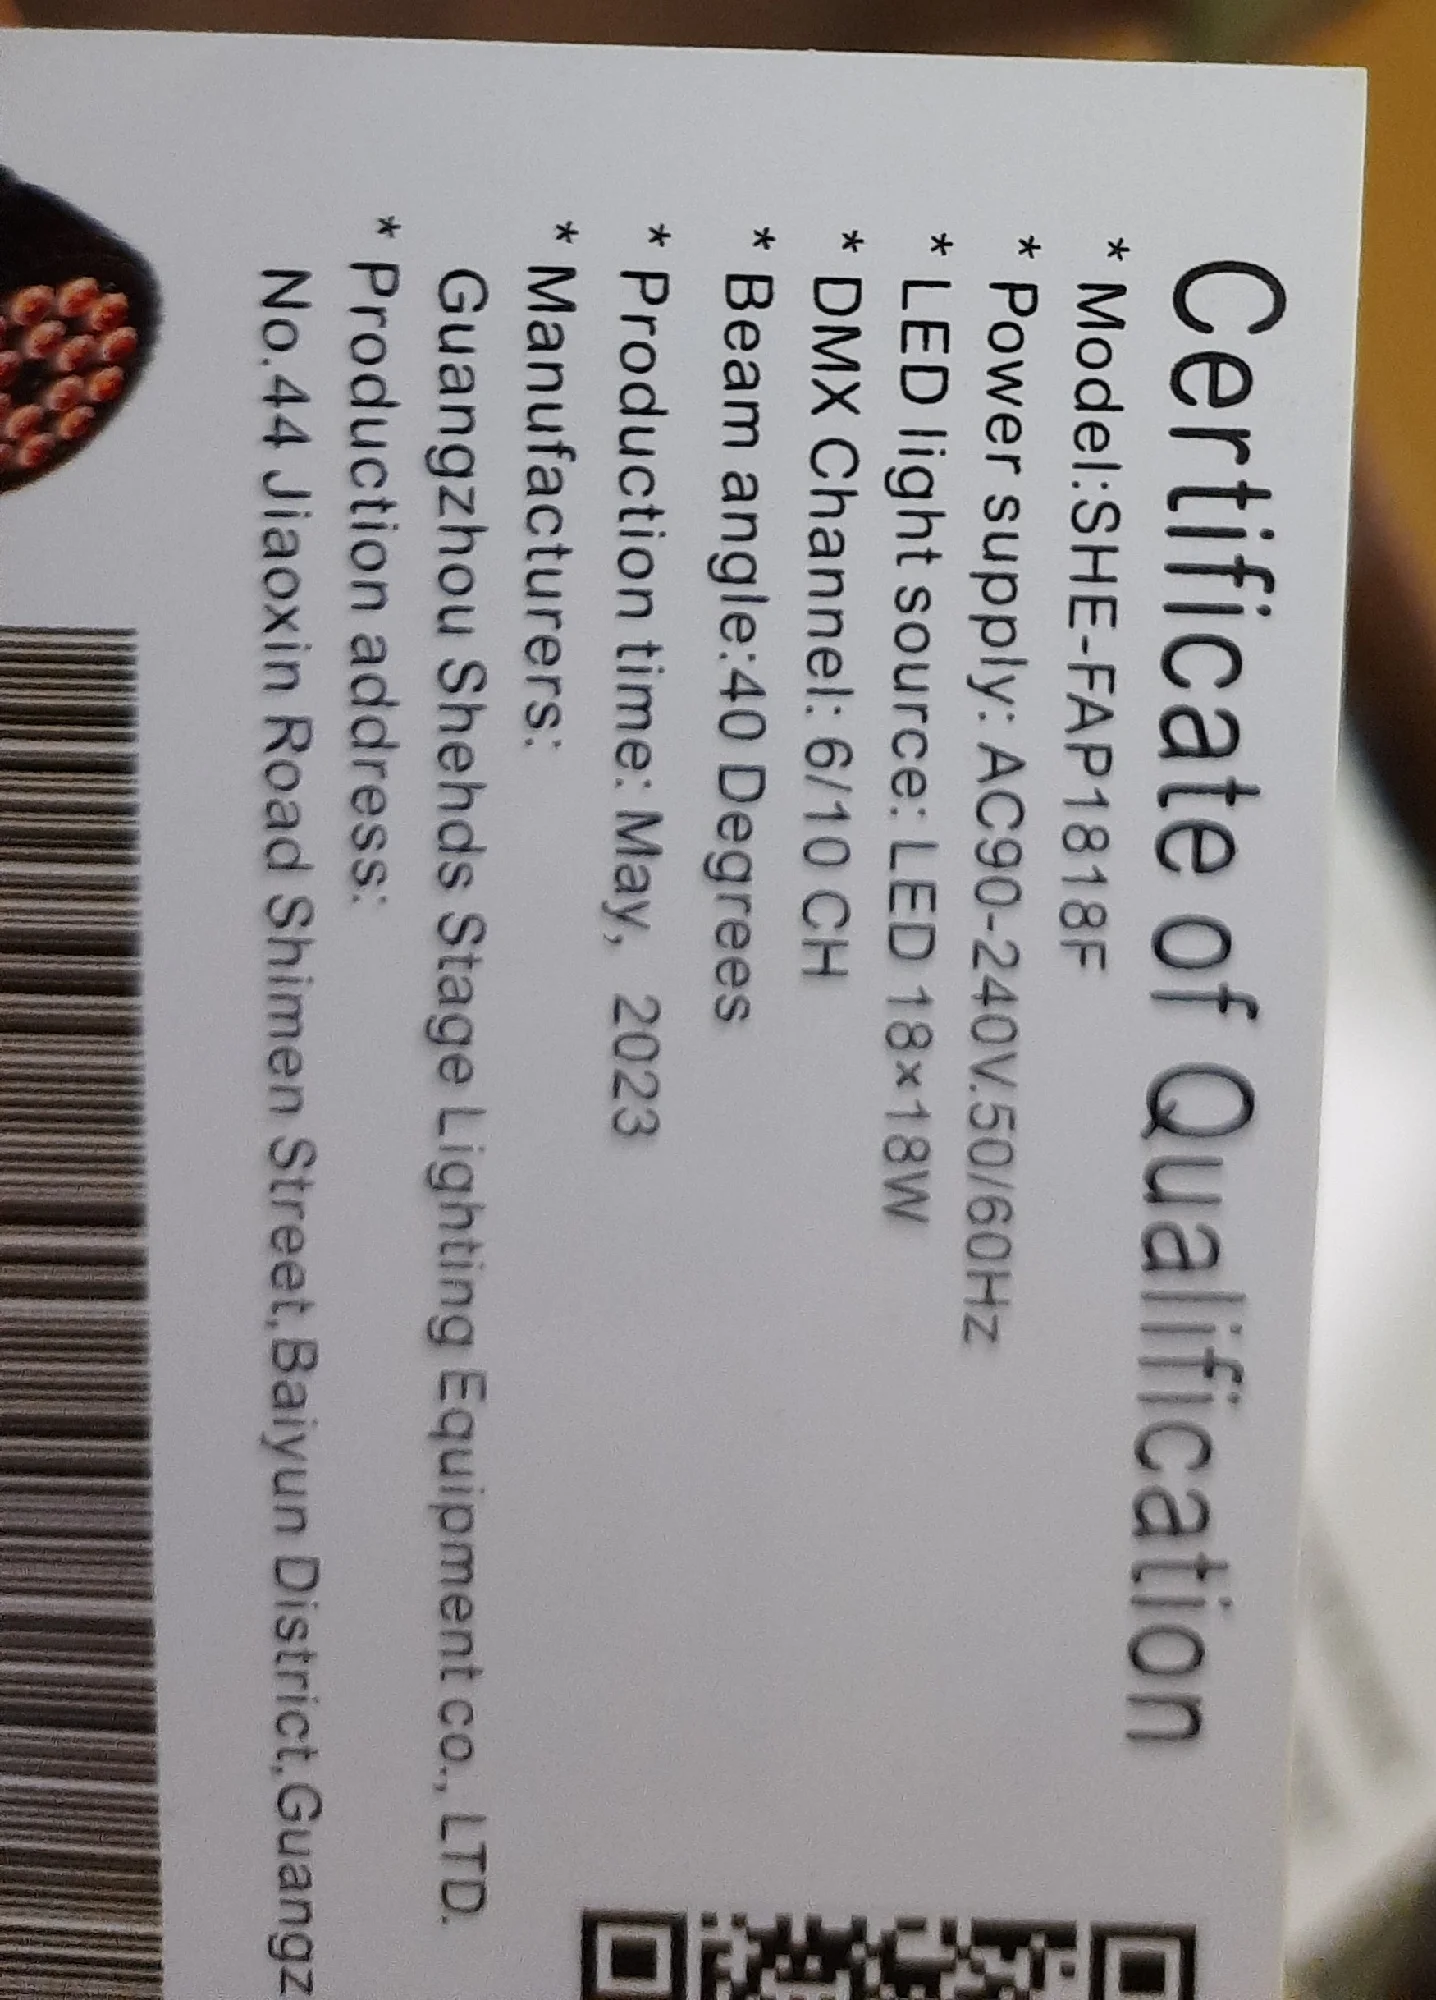 Certificate of Qualification
* Model:SHE-FAP1818F
* Power supply: AC90-240V.50/60Hz
* LED light source: LED 18×18W
* DMX Channel: 6/10 CH
* Beam angle:40 Degrees
* Production time: May, 2023
* Manufacturers:
Guangzhou Shehds Stage Lighting Equipment co., LTD.
* Production address:
No.44 Jiaoxin Road Shimen Street,Baiyun District,Guangz